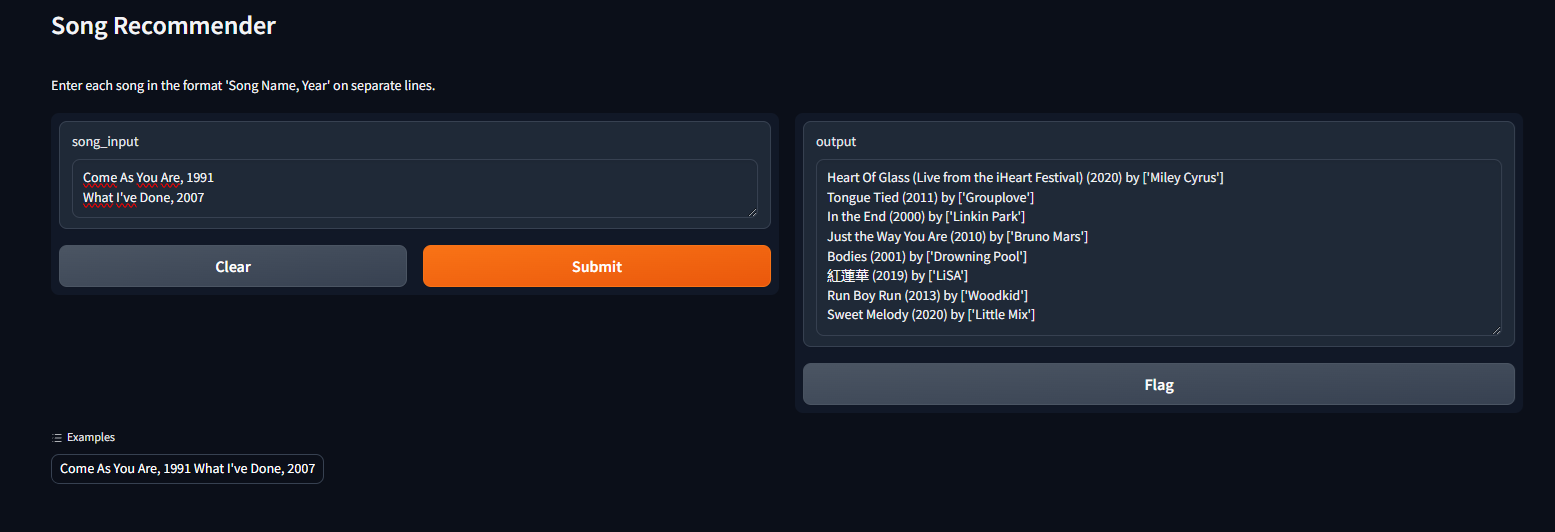 Song Recommender
Enter each song in the format 'Song Name, Year' on separate lines.
song_input
Come As You Are, 1991
What I've Done, 2007
Clear
Submit
output
Heart Of Glass (Live from the iHeart Festival) (2020) by ['Miley Cyrus']
Tongue Tied (2011) by ['Grouplove']
In the End (2000) by ['Linkin Park']
Just the Way You Are (2010) by ['Bruno Mars']
Bodies (2001) by ['Drowning Pool']
紅蓮華 (2019) by ['LiSA']
Run Boy Run (2013) by ['Woodkid']
Sweet Melody (2020) by ['Little Mix']
Flag
Examples
Come As You Are, 1991 What I've Done, 2007